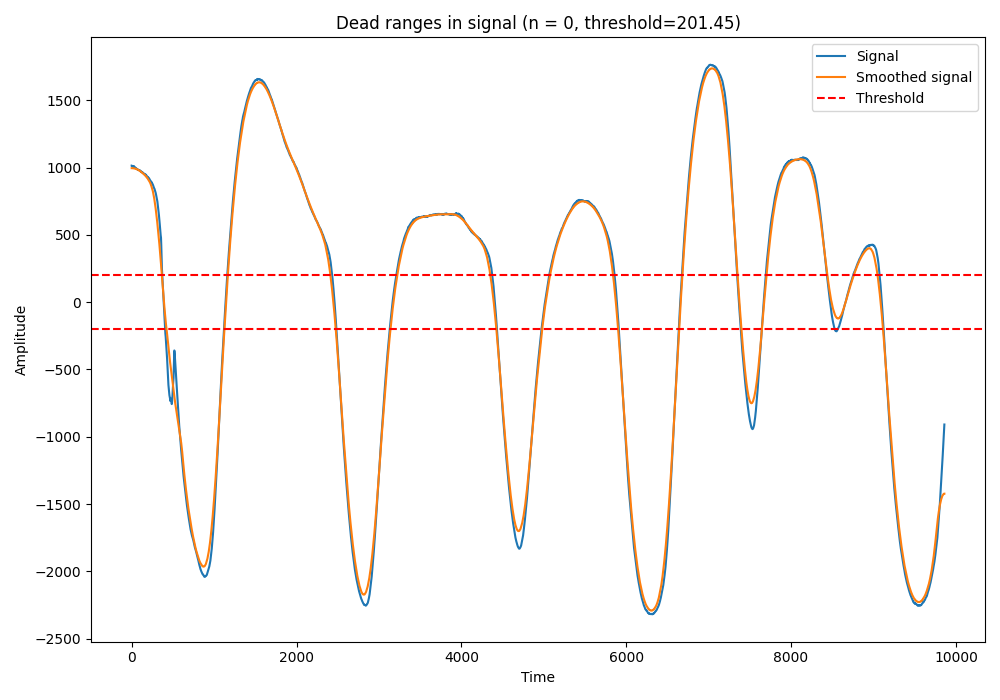 Dead ranges in signal (n = 0, threshold=201.45)
Signal
Smoothed signal
Threshold
Amplitude
1500
1000
500
0
−500
−1000
−1500
−2000
−2500
0 2000 4000 6000 8000 10000
Time